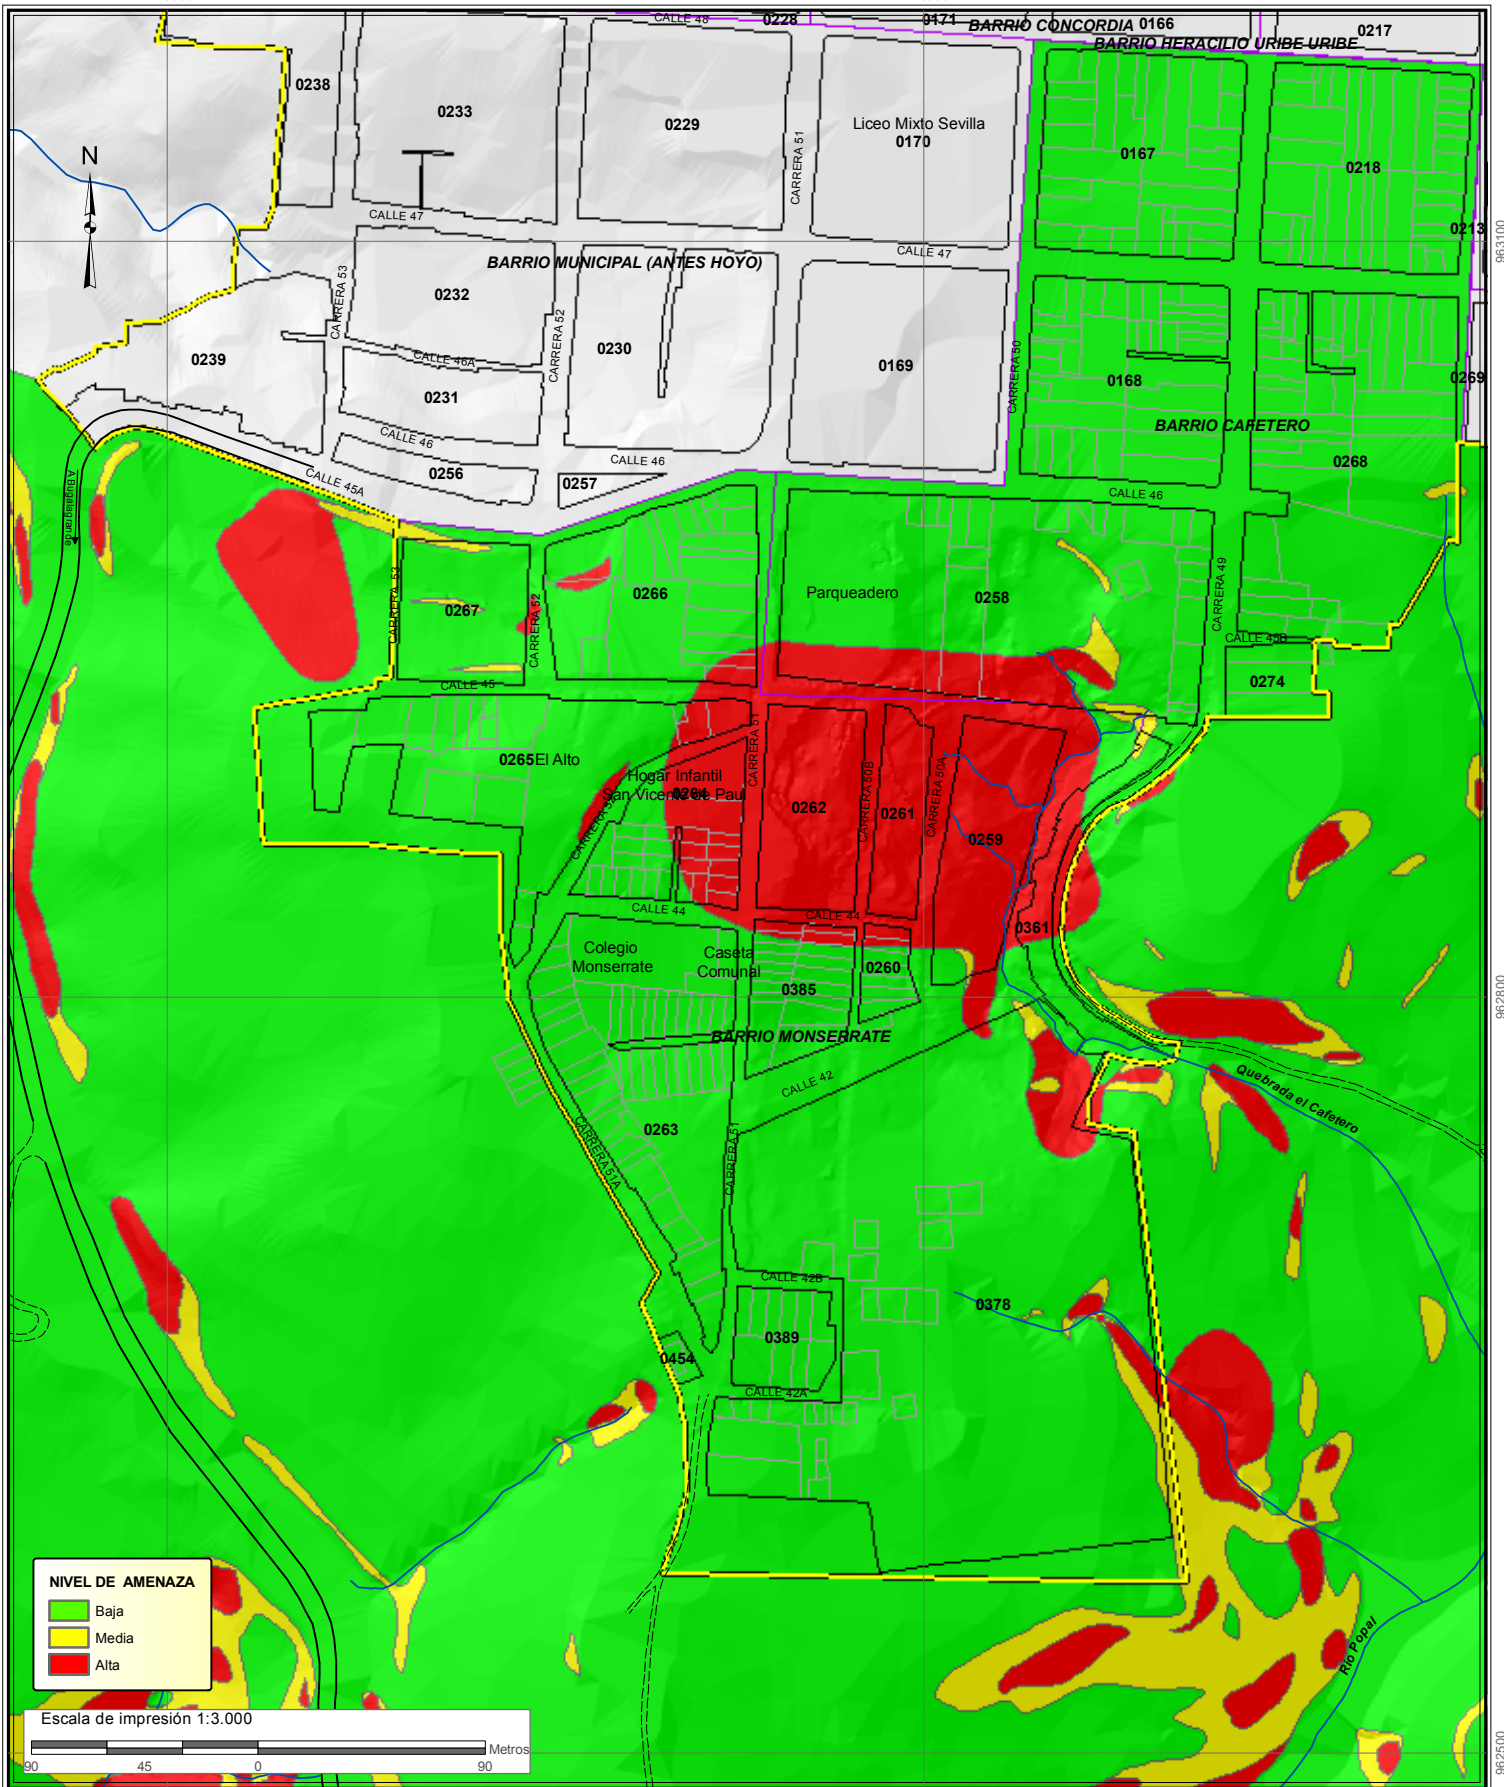 CALLE 48
0228
0171
BARRIO CONCORDIA
0166
0217
BARRIO HERACILIO URIBE URIBE
0238
0233
0229
CARRERA 51
Liceo Mixto Sevilla
0170
0167
0218
N
CALLE 47
CALLE 47
0213
963100
BARRIO MUNICIPAL (ANTES HOYO)
CARRERA 53
0232
CARRERA 52
0230
0239
CALLE 46A
0169
CARRERA 50
0168
0269
0231
BARRIO CAFETERO
CALLE 46
0268
0256
CALLE 46
0257
CALLE 45A
CALLE 46
A Bugalagrande
CARRERA 53
0267
CARRERA 52
0266
Parqueadero
0258
CARRERA 49
CALLE 45B
0274
CALLE 45
CARRERA 51
0265
El Alto
Hogar Infantil
San Vicente de Paul
0264
0262
CARRERA 50B
0261
CARRERA 50A
0259
CALLE 44
CALLE 44
0361
Colegio
Monserrate
Caseta
Comunal
0260
0385
962800
BARRIO MONSERRATE
CALLE 42
Quebrada el Cafetero
0263
CARRERA 51A
CARRERA 51
CALLE 42B
0378
0389
0454
CALLE 42A
NIVEL DE AMENAZA
Baja
Media
Alta
Rio Popal
Escala de impresión 1:3.000
Metros
90
45
0
90
962500